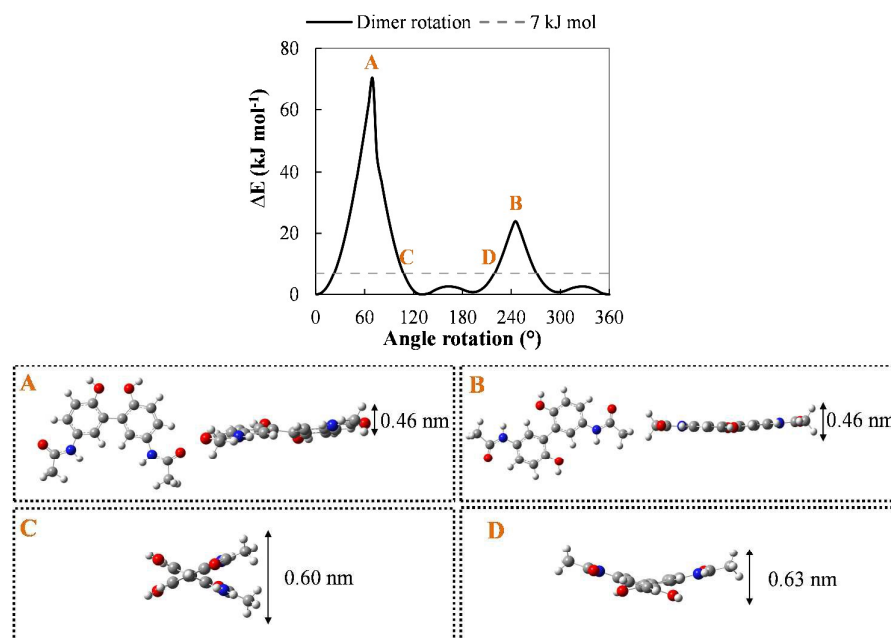 Dimer rotation 7 kJ mol
80
60
40
20
0
ΔE (kJ mol-1)
A
B
C
D
0 60 120 180 240 300 360
Angle rotation (°)
A
0.46 nm
B
0.46 nm
C
0.60 nm
D
0.63 nm